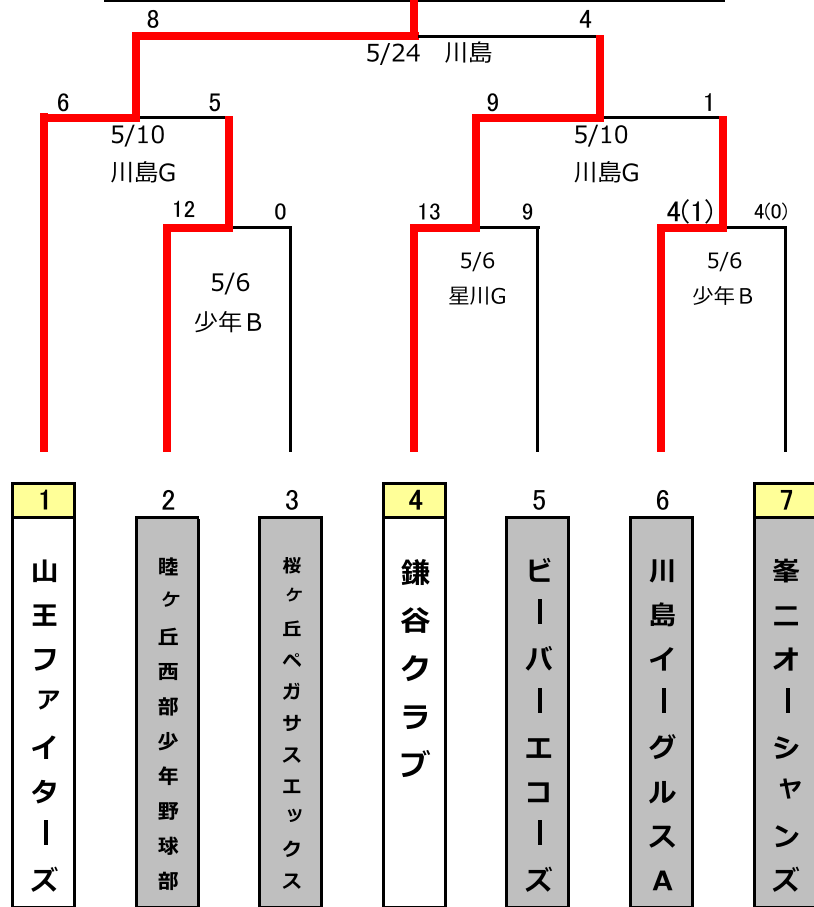 8
4
5/24 川島
6
5
9
1
5/10
川島G
5/10
川島G
12
0
13
9
4(1)
4(0)
5/6
少年B
5/6
星川G
5/6
少年B
1
2
3
4
5
6
7
山王ファイターズ
睦ヶ丘西部少年野球部
桜ヶ丘ペガサスエックス
鎌谷クラブ
ビーバーエコーズ
川島イーグルスA
峯二オーシャンズ